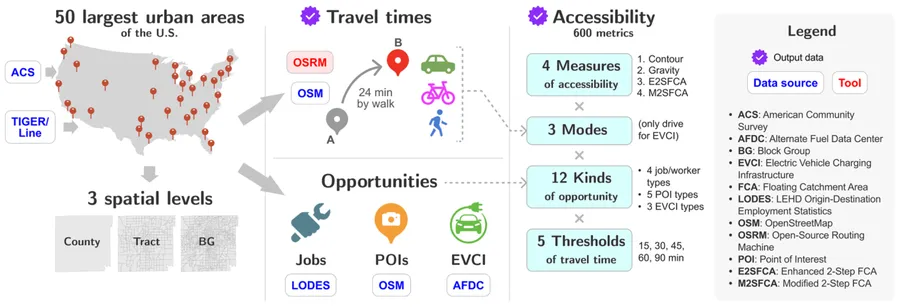 50 largest urban areas
of the U.S.
ACS
TIGER/
Line
3 spatial levels
County
Tract
BG
Travel times
OSRM
OSM
24 min
by walk
A
B
Opportunities
Jobs
POIs
EVCI
LODES
OSM
AFDC
Accessibility
600 metrics
4 Measures
of accessibility
1. Contour
2. Gravity
3. E2SFCA
4. M2SFCA
×
3 Modes
(only drive
for EVCI)
×
12 Kinds
of opportunity
• 4 job/worker
types
• 5 POI types
• 3 EVCI types
×
5 Thresholds
of travel time
15, 30, 45,
60, 90 min
Legend
Output data
Data source
Tool
• ACS: American Community
Survey
• AFDC: Alternate Fuel Data Center
• BG: Block Group
• EVCI: Electric Vehicle Charging
Infrastructure
• FCA: Floating Catchment Area
• LODES: LEHD Origin-Destination
Employment Statistics
• OSM: OpenStreetMap
• OSRM: Open-Source Routing
Machine
• POI: Point of Interest
• E2SFCA: Enhanced 2-Step FCA
• M2SFCA: Modified 2-Step FCA